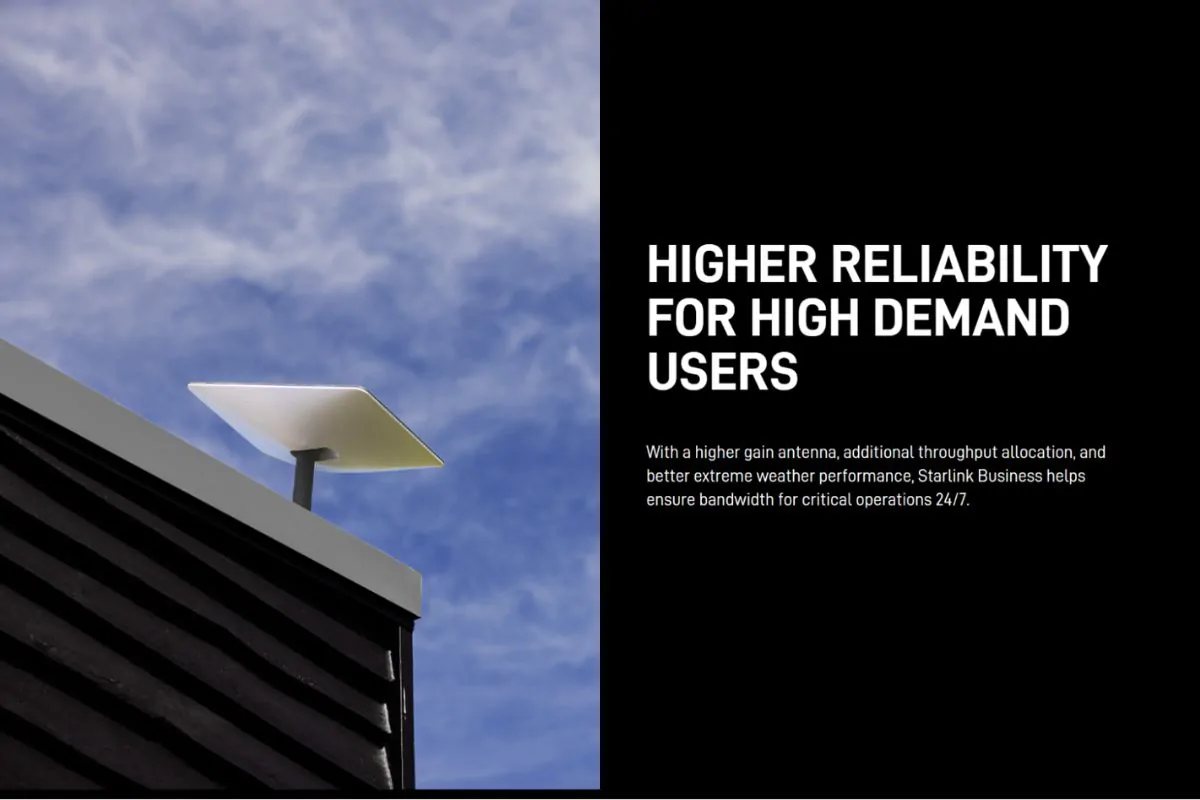 HIGHER RELIABILITY
FOR HIGH DEMAND
USERS
With a higher gain antenna, additional throughput allocation, and
better extreme weather performance, Starlink Business helps
ensure bandwidth for critical operations 24/7.